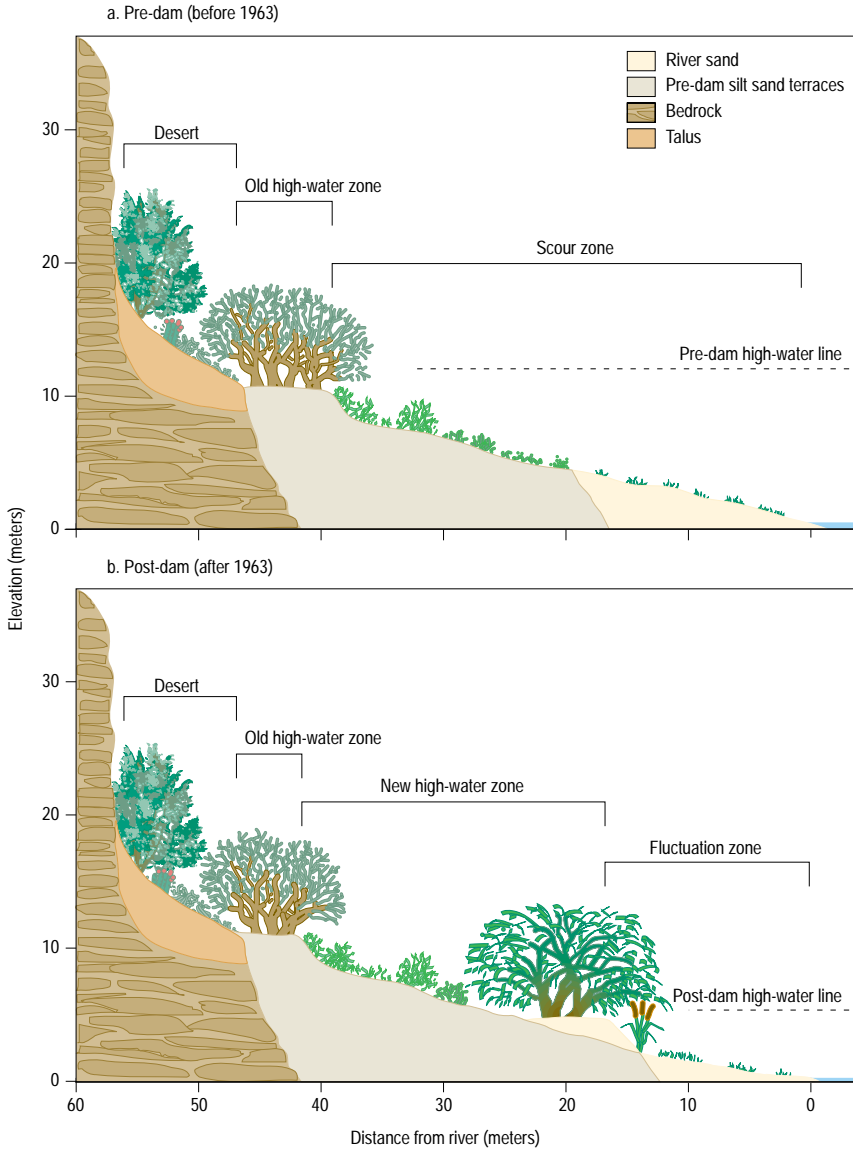 a. Pre-dam (before 1963)
River sand
Pre-dam silt sand terraces
Bedrock
Talus
30
Desert
Old high-water zone
20
Scour zone
Pre-dam high-water line
10
0
Elevation (meters)
b. Post-dam (after 1963)
30
Desert
Old high-water zone
New high-water zone
20
Fluctuation zone
10
Post-dam high-water line
0
60 50 40 30 20 10 0
Distance from river (meters)